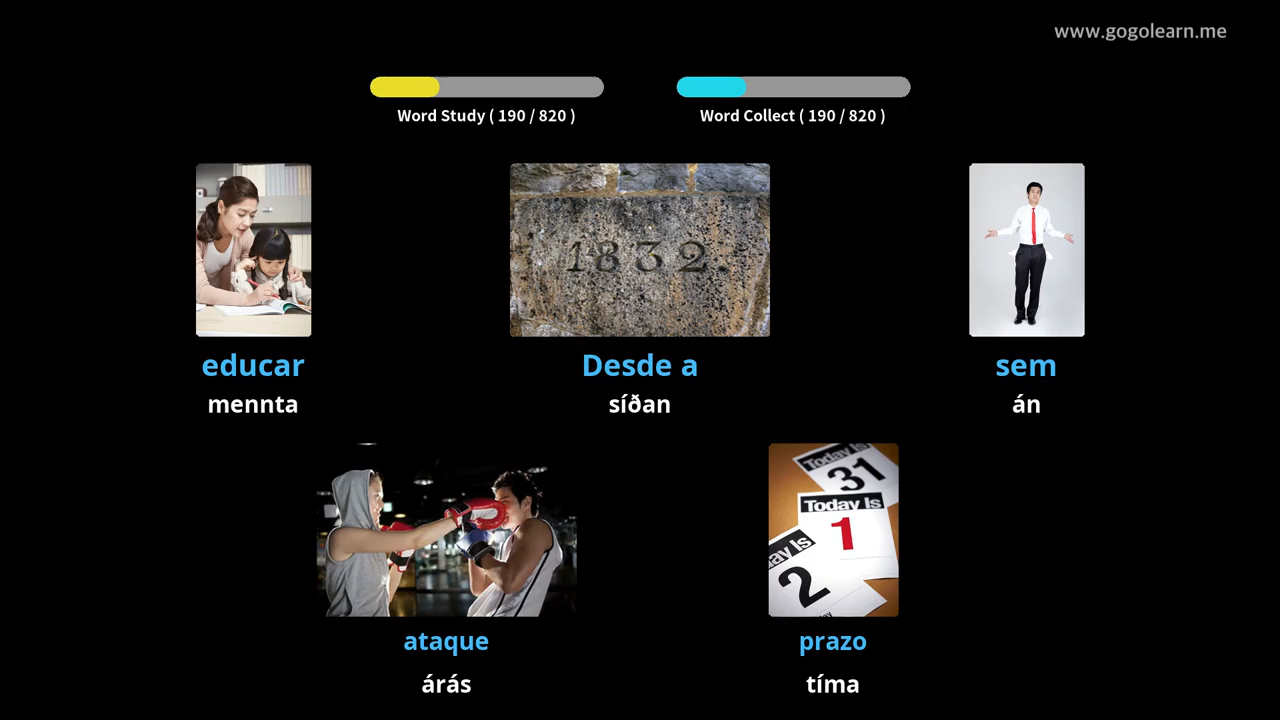 www.gogolearn.me
Word Study ( 190 / 820 )
Word Collect ( 190 / 820 )
1832.
educar
Desde a
sem
mennta
síðan
án
Today Is
31
Today Is
1
ay Is
2
ataque
prazo
árás
tíma